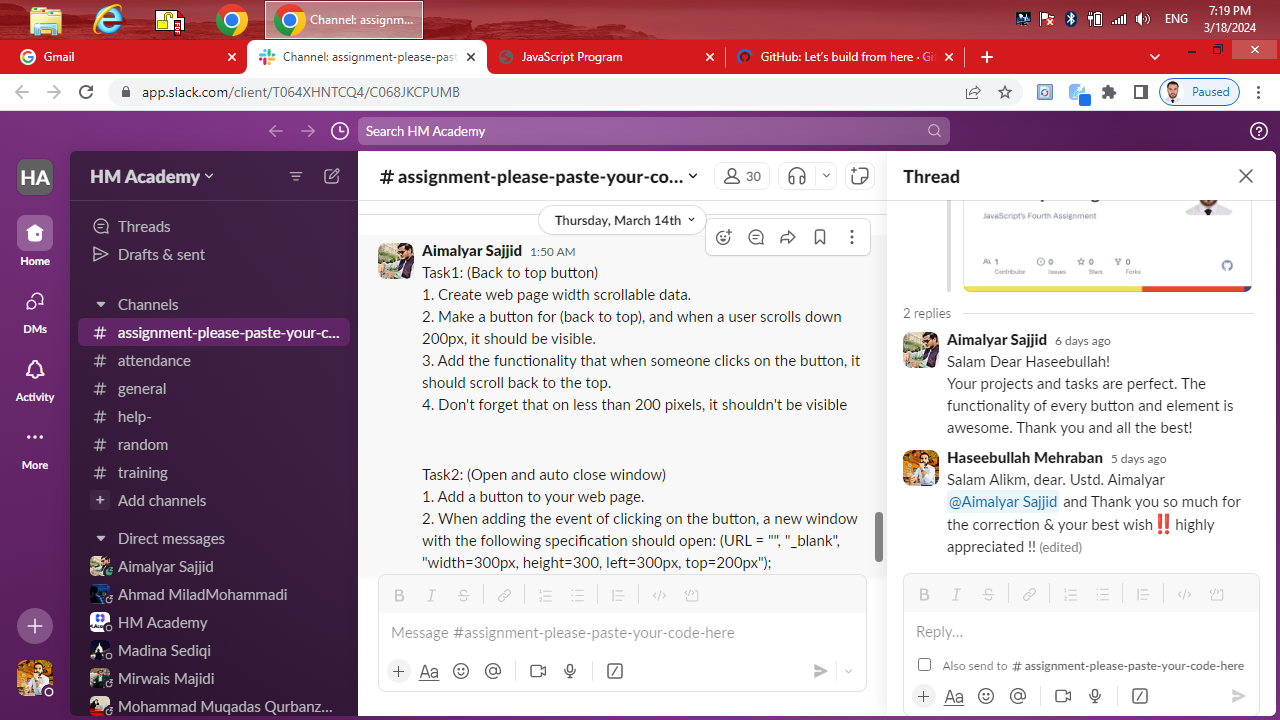 Channel: assignm...
ENG
7:19 PM
3/18/2024
Gmail
Channel: assignment-please-past
JavaScript Program
GitHub: Let's build from here · Git
app.slack.com/client/T064XHNTCQ4/C068JKCPUMB
Paused
Search HM Academy
HA
Home
DMs
Activity
More
HM Academy
Threads
Drafts & sent
Channels
# assignment-please-paste-your-c...
# attendance
# general
# help-
# random
# training
+ Add channels
Direct messages
Aimalyar Sajjid
Ahmad MiladMohammadi
HM Academy
Madina Sediqi
Mirwais Majidi
Mohammad Muqadas Qurbanz...
# assignment-please-paste-your-co...
30
Thursday, March 14th
Aimalyar Sajjid 1:50 AM
Task1: (Back to top button)
1. Create web page width scrollable data.
2. Make a button for (back to top), and when a user scrolls down
200px, it should be visible.
3. Add the functionality that when someone clicks on the button, it
should scroll back to the top.
4. Don't forget that on less than 200 pixels, it shouldn't be visible
Task2: (Open and auto close window)
1. Add a button to your web page.
2. When adding the event of clicking on the button, a new window
with the following specification should open: (URL = "", "_blank",
"width=300px, height=300, left=300px, top=200px");
Message #assignment-please-paste-your-code-here
Aa
Thread
JavaScript's Fourth Assignment
1
Contributor
0
Issues
0
Stars
0
Forks
2 replies
Aimalyar Sajjid 6 days ago
Salam Dear Haseebullah!
Your projects and tasks are perfect. The
functionality of every button and element is
awesome. Thank you and all the best!
Haseebullah Mehraban 5 days ago
Salam Alikm, dear. Ustd. Aimalyar
@Aimalyar Sajjid and Thank you so much for
the correction & your best wish‼️ highly
appreciated !! (edited)
Reply...
Also send to # assignment-please-paste-your-code-here
Aa